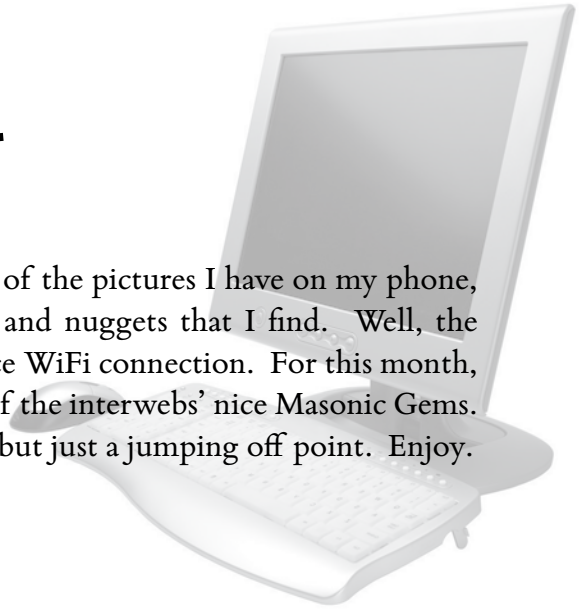 of the pictures I have on my phone,
and nuggets that I find. Well, the
ce WiFi connection. For this month,
f the interwebs' nice Masonic Gems.
but just a jumping off point. Enjoy.